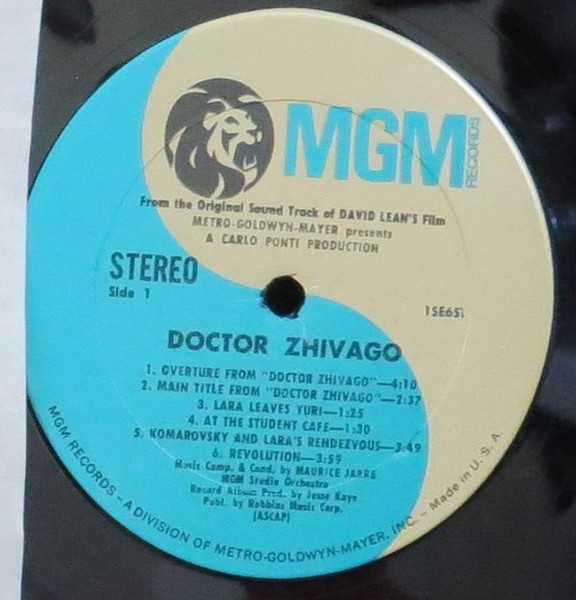 MGM
RECORDS
From the Original Sound Track of DAVID LEAN'S Film
METRO-GOLDWYN-MAYER presents
A CARLO PONTI PRODUCTION
STEREO
Side 1
DOCTOR ZHIVAGO
1. OVERTURE FROM "DOCTOR ZHIVAGO"—4:10
2. MAIN TITLE FROM "DOCTOR ZHIVAGO"—2:37
3. LARA LEAVES YURI—1:25
4. AT THE STUDENT CAFE—1:30
5. KOMAROVSKY AND LARA'S RENDEZVOUS—3:49
6. REVOLUTION—3:59
Music Comp. & Cond. by MAURICE JARRE
MGM Studio Orchestra
Record Album Prod. by Jesse Kaye
Publ. by Robbins Music Corp.
(ASCAP)
MGM RECORDS – A DIVISION OF METRO-GOLDWYN-MAYER, INC. – Made in U. S. A.